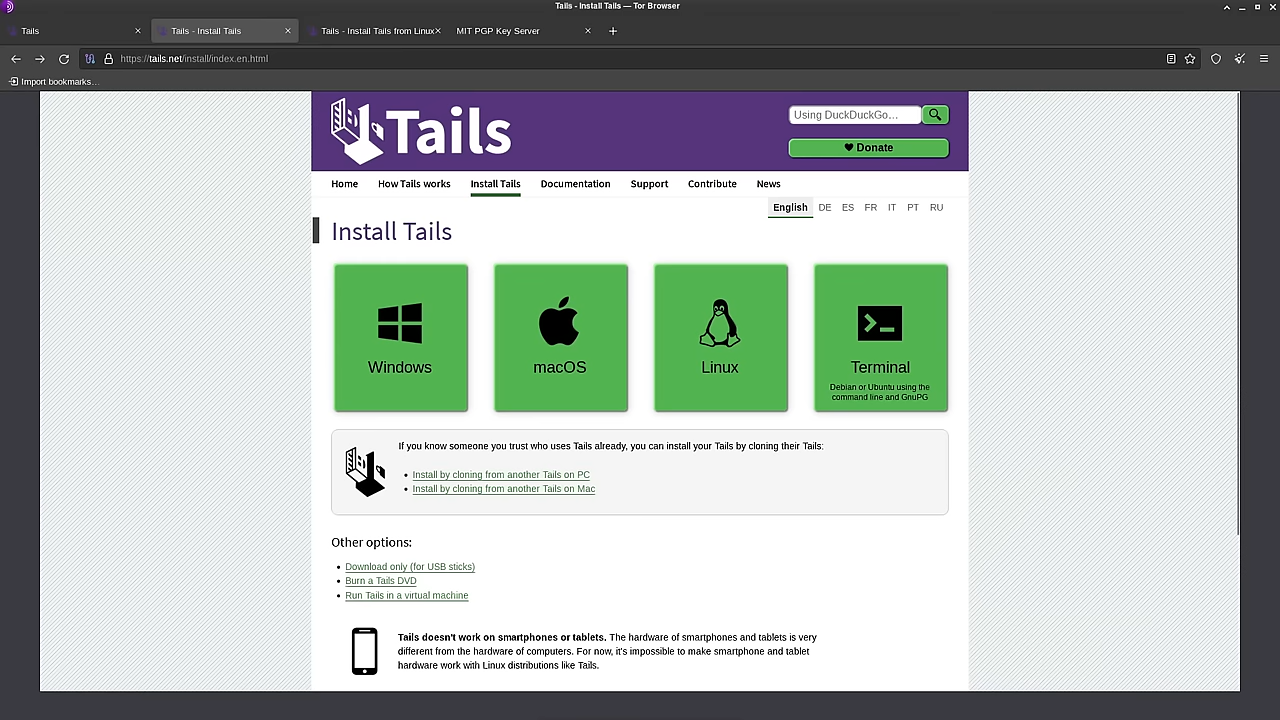 Tails - Install Tails — Tor Browser
Tails
Tails - Install Tails
Tails - Install Tails from Linux
MIT PGP Key Server
https://tails.net/install/index.en.html
Import bookmarks…
Tails
Using DuckDuckGo…
Donate
Home How Tails works Install Tails Documentation Support Contribute News
English DE ES FR IT PT RU
Install Tails
Windows
macOS
Linux
Terminal
Debian or Ubuntu using the
command line and GnuPG
If you know someone you trust who uses Tails already, you can install your Tails by cloning their Tails:
• Install by cloning from another Tails on PC
• Install by cloning from another Tails on Mac
Other options:
• Download only (for USB sticks)
• Burn a Tails DVD
• Run Tails in a virtual machine
Tails doesn't work on smartphones or tablets. The hardware of smartphones and tablets is very
different from the hardware of computers. For now, it's impossible to make smartphone and tablet
hardware work with Linux distributions like Tails.